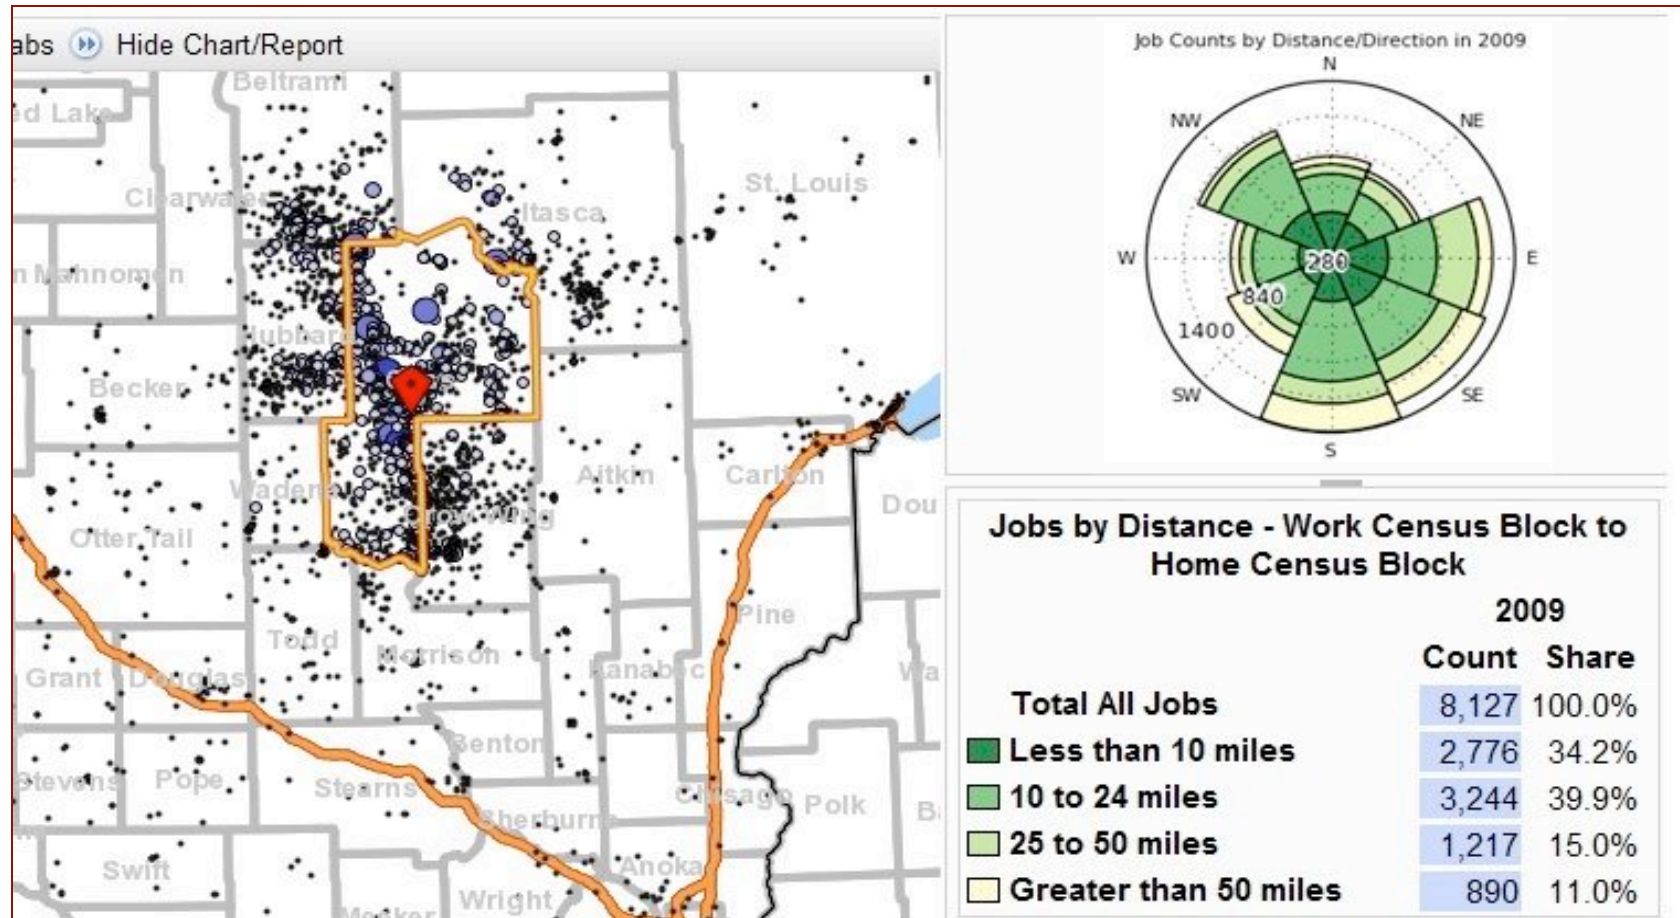 abs Hide Chart/Report
Beltrami
ed Lake
Clearwater
St. Louis
Itasca
n Mahnomen
Hubbard
Becker
Wadena
Aitkin
Carlton
Crow Wing
Dou
Otter Tail
Pine
Todd
Morrison
Kanabec
Wa
Grant
Douglas
Benton
Stevens
Pope
Stearns
Chisago
Polk
Ba
Sherburne
Swift
Anoka
Wright
Meeker
Job Counts by Distance/Direction in 2009
N
NW
NE
W
280
E
840
1400
SW
SE
S
Jobs by Distance - Work Census Block to
Home Census Block
2009
Count Share
Total All Jobs 8,127 100.0%
Less than 10 miles 2,776 34.2%
10 to 24 miles 3,244 39.9%
25 to 50 miles 1,217 15.0%
Greater than 50 miles 890 11.0%